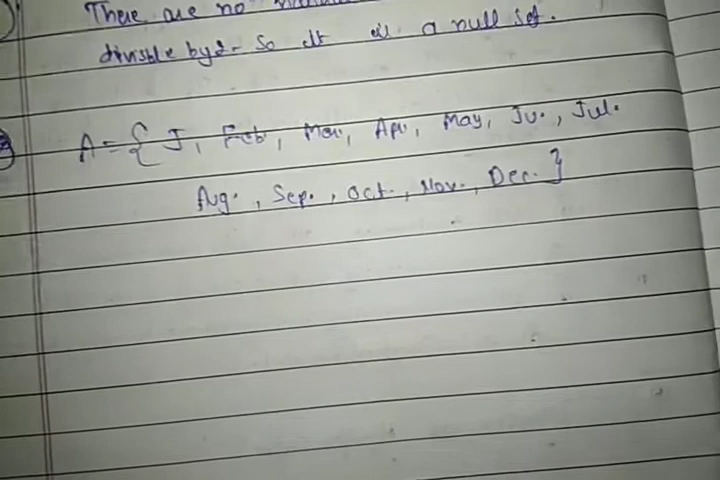 There are no
divisble by 2. So it is a null set.
A = { J, Feb, Mar, Apr, May, Ju., Jul.
Aug., Sep., Oct., Nov., Dec. }